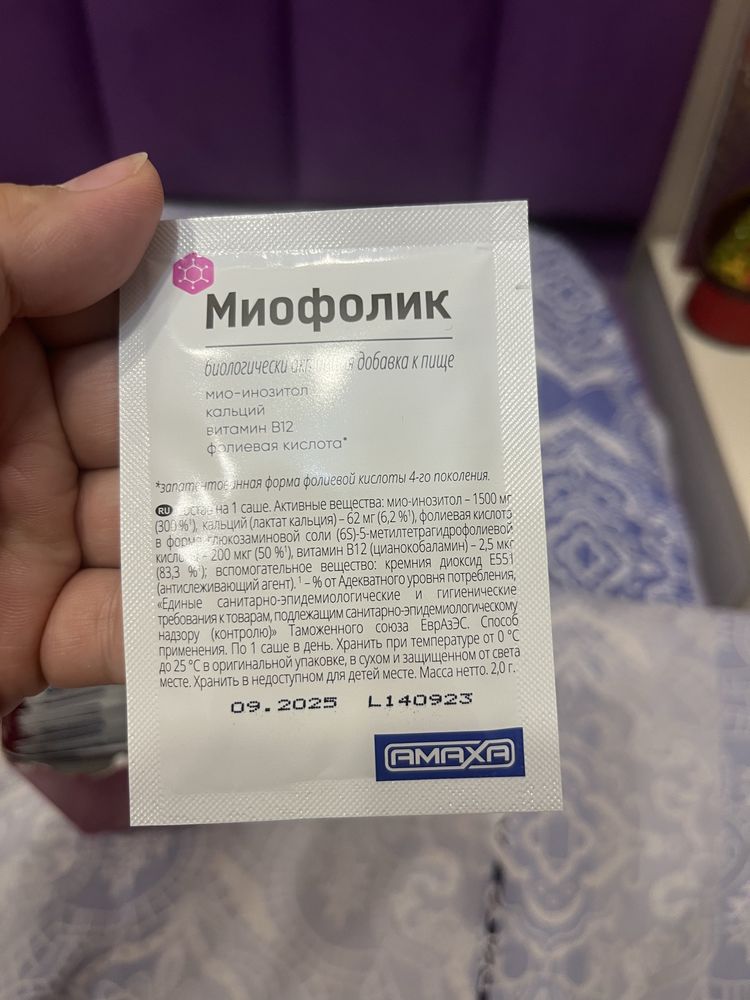 Миофолик
биологически добавка к пище
мио-инозитол
кальций
витамин В12
фолиевая кислота*
*запатентованная форма фолиевой кислоты 4-го поколения.
RU Состав на 1 саше. Активные вещества: мио-инозитол – 1500 мг
(300 %¹), кальций (лактат кальция) – 62 мг (6,2 %¹), фолиевая кислота
в форме глюкозаминовой соли (6S)-5-метилтетрагидрофолиевой
кислоты – 200 мкг (50 %¹), витамин В12 (цианокобаламин) – 2,5 мкг
(83,3 %¹); вспомогательное вещество: кремния диоксид Е551
(антислеживающий агент). ¹ – % от Адекватного уровня потребления,
«Единые санитарно-эпидемиологические и гигиенические
требования к товарам, подлежащим санитарно-эпидемиологическому
надзору (контролю)» Таможенного союза ЕврАзЭС. Способ
применения. По 1 саше в день. Хранить при температуре от 0 °C
до 25 °C в оригинальной упаковке, в сухом и защищенном от света
месте. Хранить в недоступном для детей месте. Масса нетто. 2,0 г.
09.2025 L140923
AMAXA